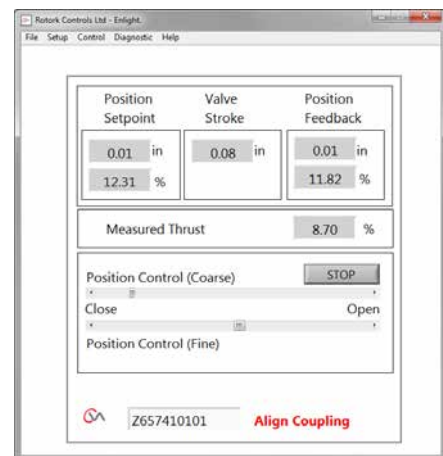 Rotork Controls Ltd - Enlight.
File Setup Control Diagnostic Help
Position Setpoint
Valve Stroke
Position Feedback
0.01 in
12.31 %
0.08 in
0.01 in
11.82 %
Measured Thrust 8.70 %
Position Control (Coarse) STOP
Close Open
Position Control (Fine)
Z657410101 Align Coupling